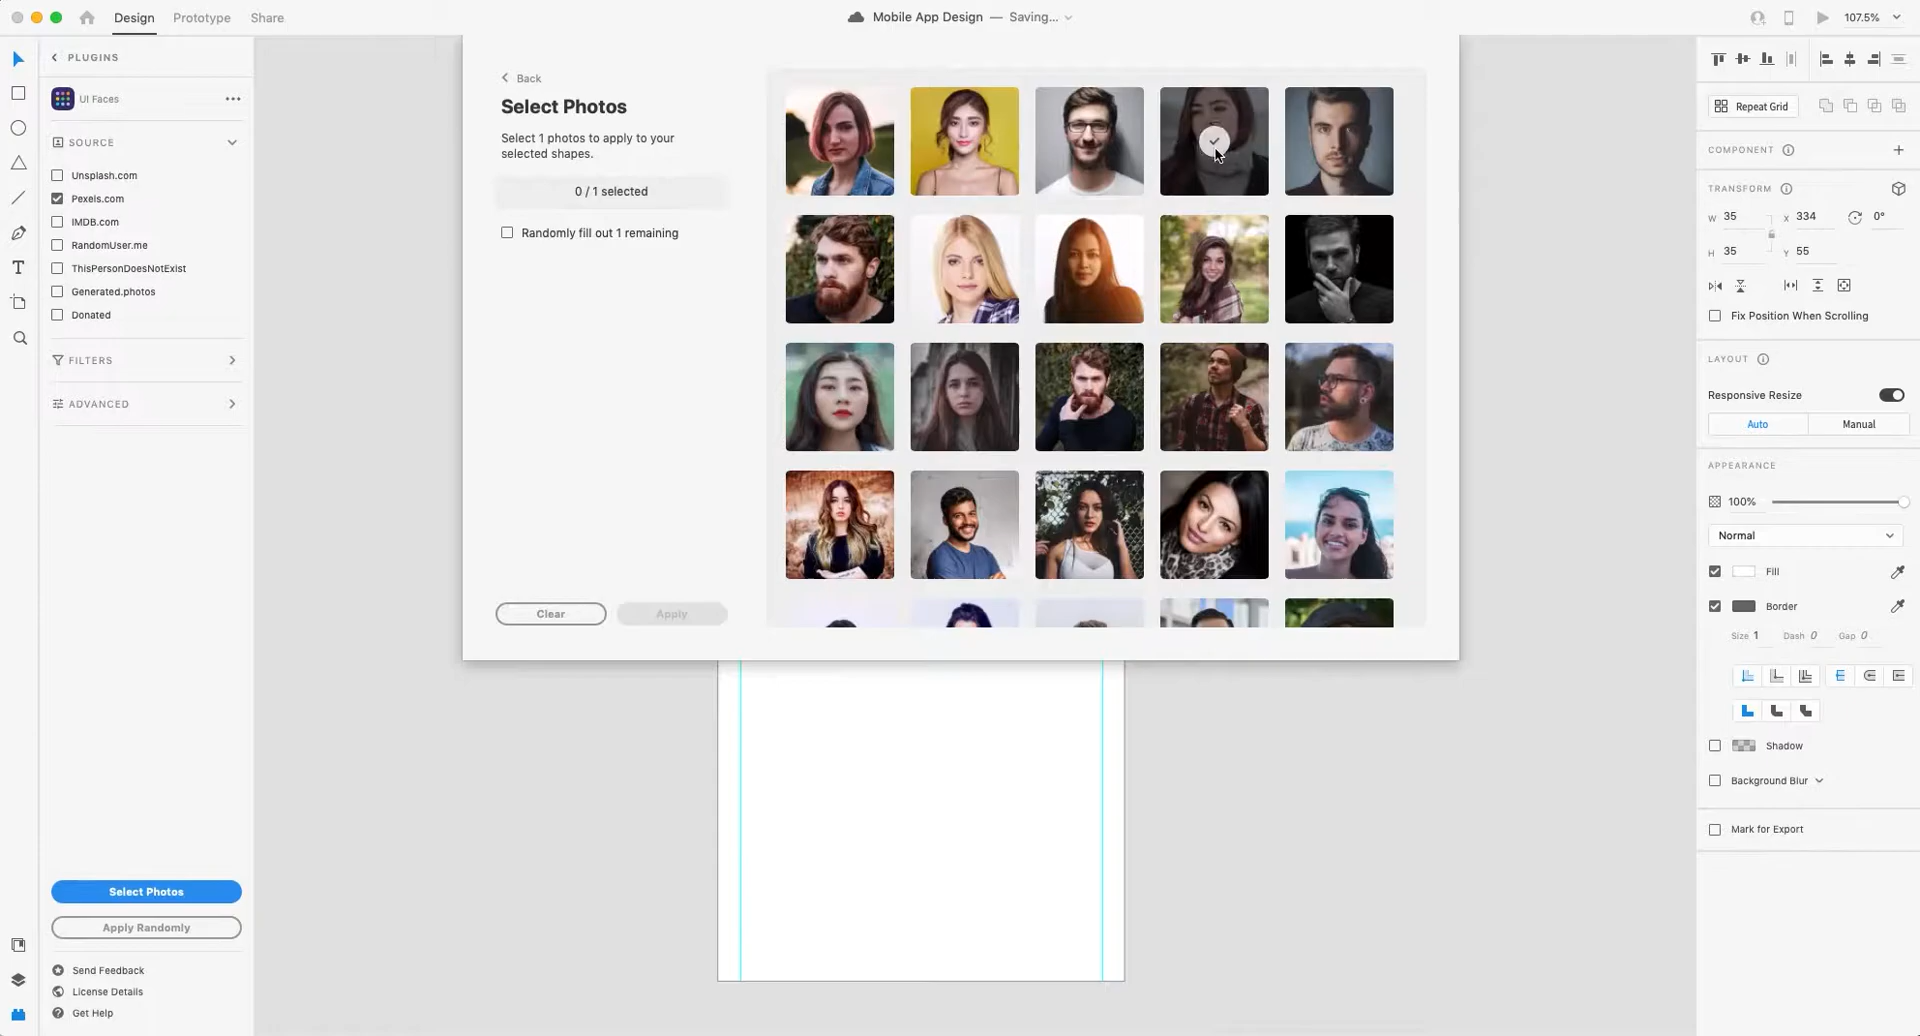 Design Prototype Share
Mobile App Design — Saving...
107.5%
PLUGINS
UI Faces
SOURCE
Unsplash.com
Pexels.com
IMDB.com
RandomUser.me
ThisPersonDoesNotExist
Generated.photos
Donated
FILTERS
ADVANCED
Select Photos
Apply Randomly
Send Feedback
License Details
Get Help
Back
Select Photos
Select 1 photos to apply to your
selected shapes.
0 / 1 selected
Randomly fill out 1 remaining
Clear Apply
Repeat Grid
COMPONENT
TRANSFORM
W 35 X 334 0°
H 35 Y 55
Fix Position When Scrolling
LAYOUT
Responsive Resize
Auto Manual
APPEARANCE
100%
Normal
Fill
Border
Size 1 Dash 0 Gap 0
Shadow
Background Blur
Mark for Export